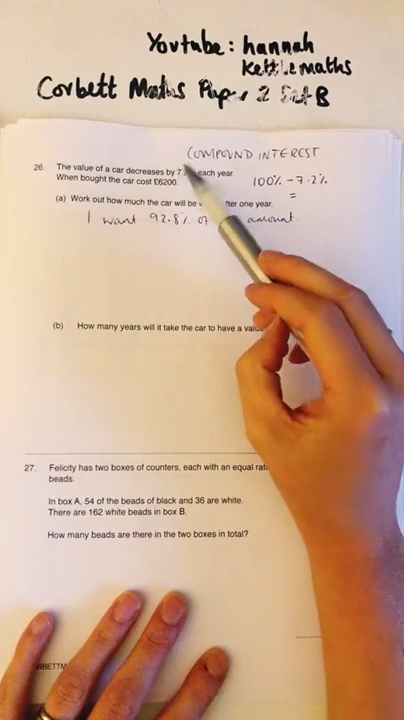 Youtube: hannah
kettlemaths
Corbett Maths Paper 2 Set B
COMPOUND INTEREST
26. The value of a car decreases by 7. each year.
When bought the car cost £6200.
100% - 7.2%
=
(a) Work out how much the car will be after one year.
I want 92.8% of amount.
(b) How many years will it take the car to have a
27. Felicity has two boxes of counters, each with an equal
beads.
In box A, 54 of the beads of black and 36 are white.
There are 162 white beads in box B.
How many beads are there in the two boxes in total?